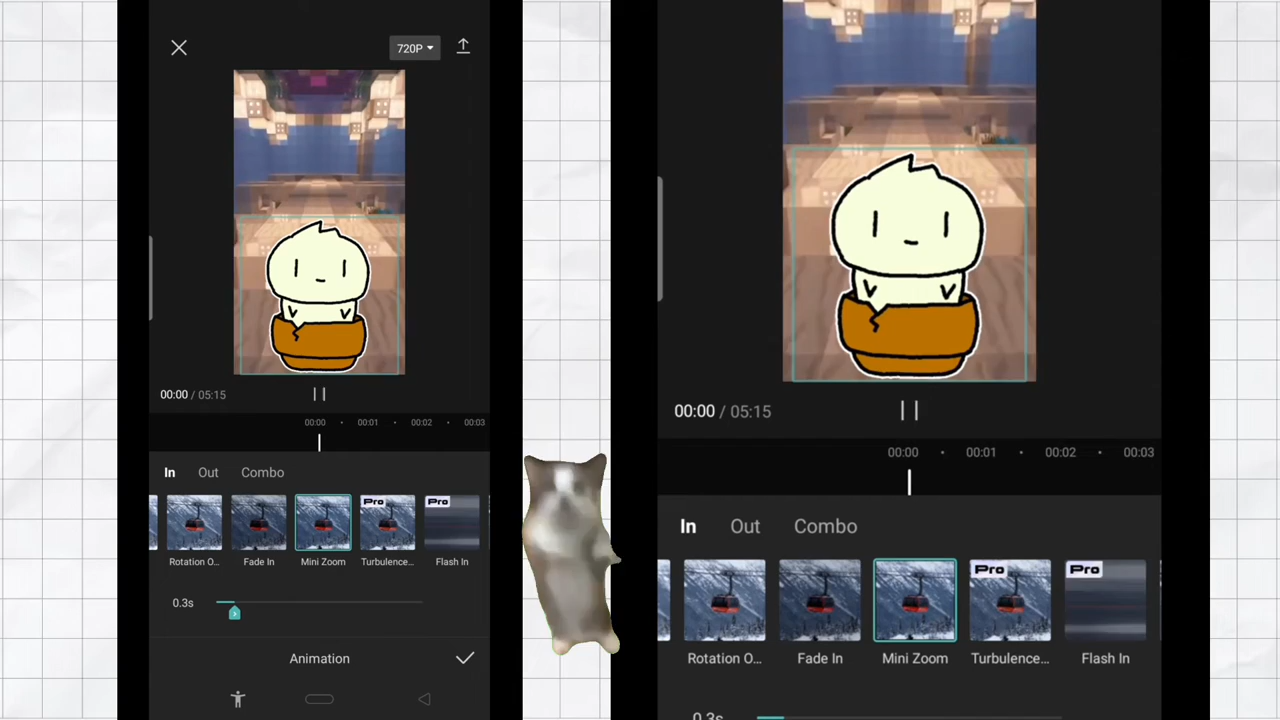 720P
00:00 / 05:15
00:00 00:01 00:02 00:03
In Out Combo
Pro Pro
Rotation O... Fade In Mini Zoom Turbulence... Flash In
0.3s
Animation
00:00 / 05:15
00:00 00:01 00:02 00:03
In Out Combo
Pro Pro
Rotation O... Fade In Mini Zoom Turbulence... Flash In
0.3s